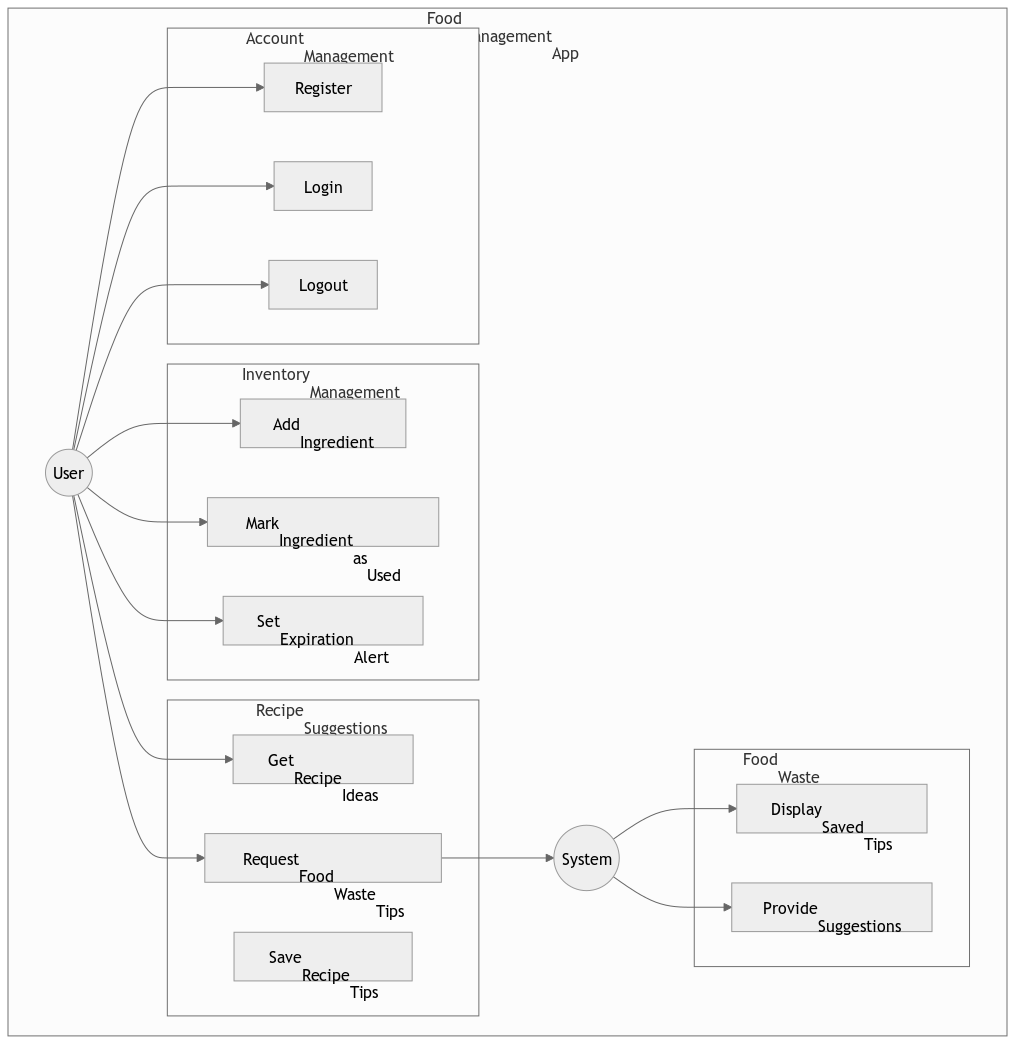 Food
anagement
App
Account
Management
Register
Login
Logout
Inventory
Management
Add
Ingredient
User
Mark
Ingredient
as
Used
Set
Expiration
Alert
Recipe
Suggestions
Get
Recipe
Ideas
Request
Food
Waste
Tips
Save
Recipe
Tips
System
Food
Waste
Display
Saved
Tips
Provide
Suggestions